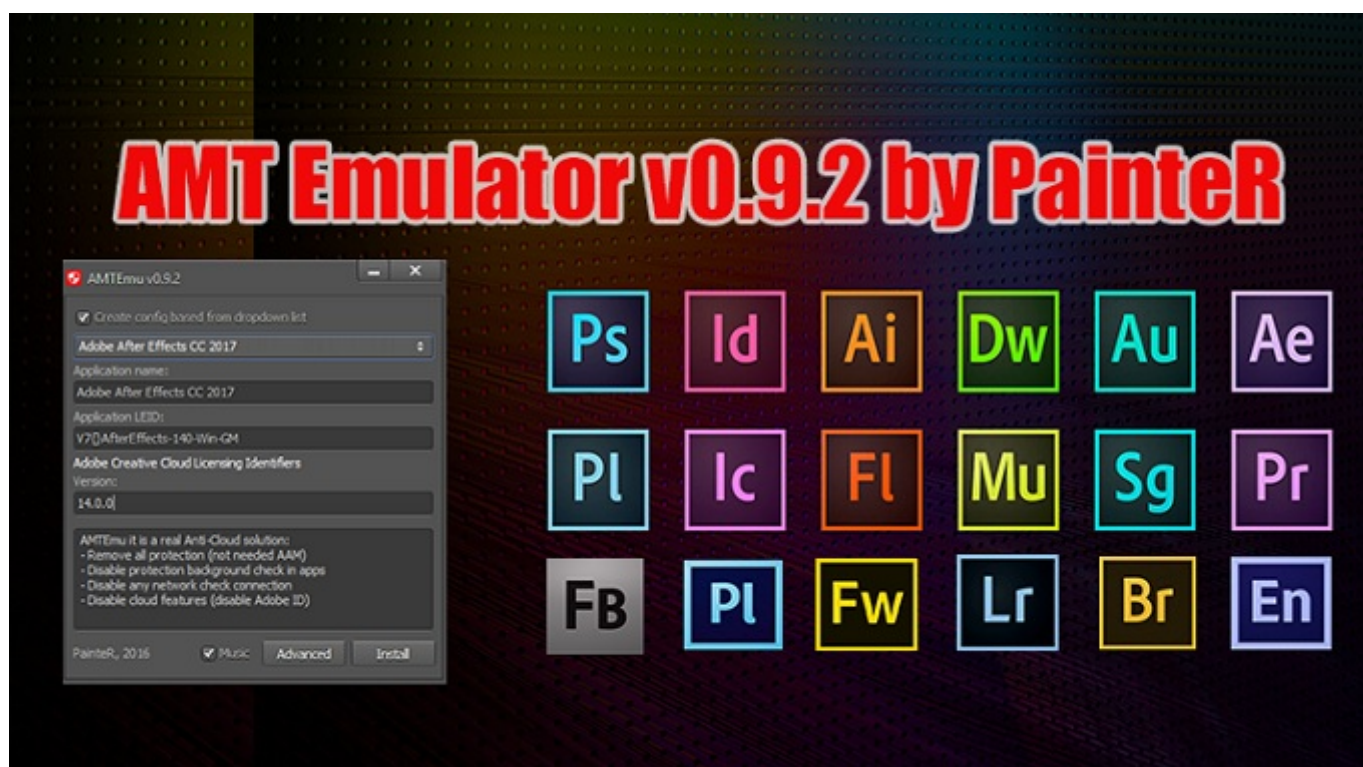 AMT Emulator v0.9.2 by PainteR
AMTEmu v0.9.2
Create config based from dropdown list
Adobe After Effects CC 2017
Application name:
Adobe After Effects CC 2017
Application LEID:
V7{}AfterEffects-140-Win-GM
Adobe Creative Cloud Licensing Identifiers
Version:
14.0.0
AMTEmu it is a real Anti-Cloud solution:
- Remove all protection (not needed AAM)
- Disable protection background check in apps
- Disable any network check connection
- Disable cloud features (disable Adobe ID)
PainteR, 2016 Music Advanced Install
Ps Id Ai Dw Au Ae
Pl Ic Fl Mu Sg Pr
FB Pl Fw Lr Br En